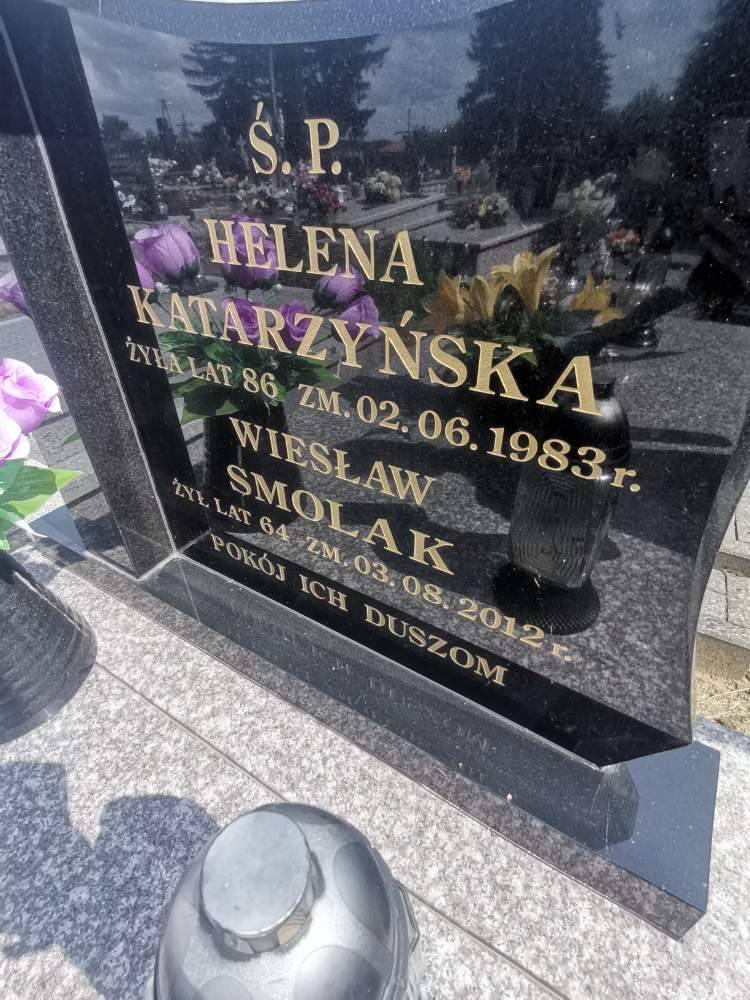 Ś. P.
HELENA
KATARZYŃSKA
ŻYŁA LAT 86 ZM. 02. 06. 1983 r.
WIESŁAW
SMOLAK
ŻYŁ LAT 64 ZM. 03. 08. 2012 r.
POKÓJ ICH DUSZOM